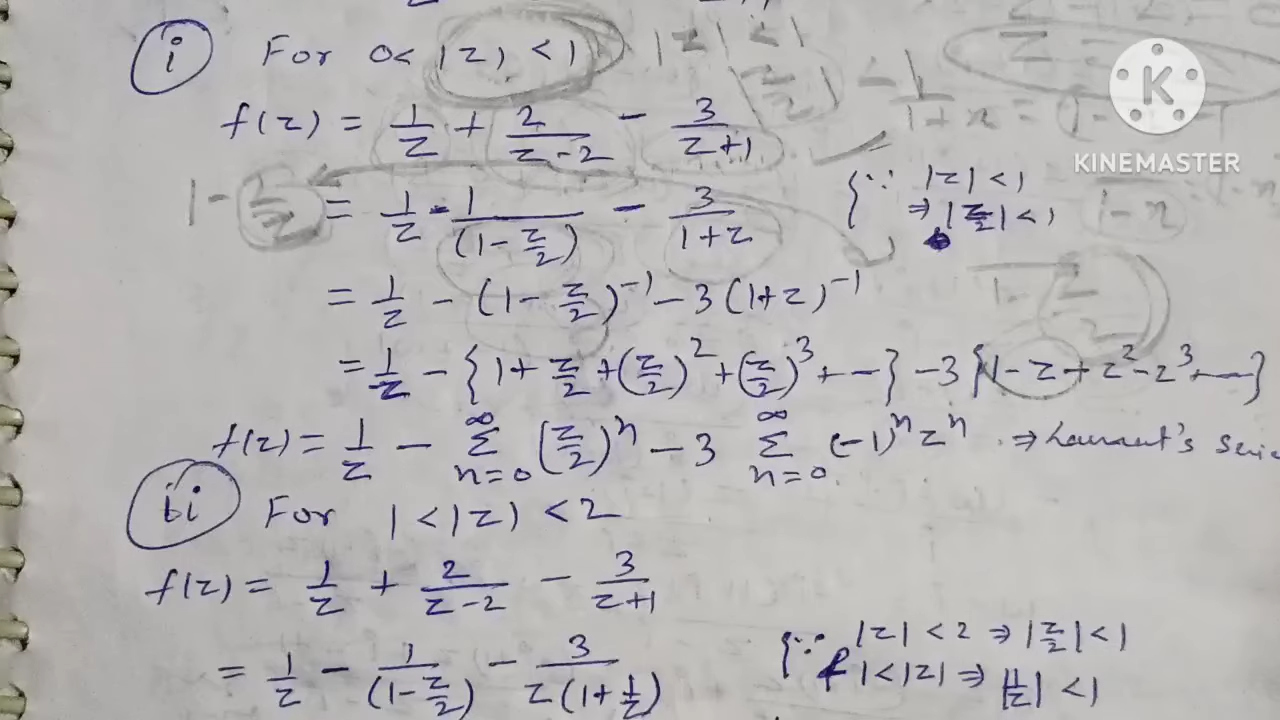 (i) For 0< |z| <1 |z| <1
f(z) = 1/z + 2/(z-2) - 3/(z+1)
KINEMASTER
= 1/z - 1/(1-z/2) - 3/(1+z) {∵ |z| <1
⇒ |z/2| <1
= 1/z - (1-z/2)^-1 -3(1+z)^-1
= 1/z - {1+ z/2 +(z/2)^2 +(z/2)^3 +---} -3{1-z+z^2-z^3+---}
f(z) = 1/z - ∞Σn=0 (z/2)^n -3 ∞Σn=0 (-1)^n z^n . ⇒ Laurent's
(ii) For 1<|z| <2
f(z) = 1/z + 2/(z-2) - 3/(z+1)
{∵ |z| <2 ⇒ |z/2| <1
= 1/z - 1/(1-z/2) - 3/(z(1+1/z)) 1<|z| ⇒ |1/z| <1